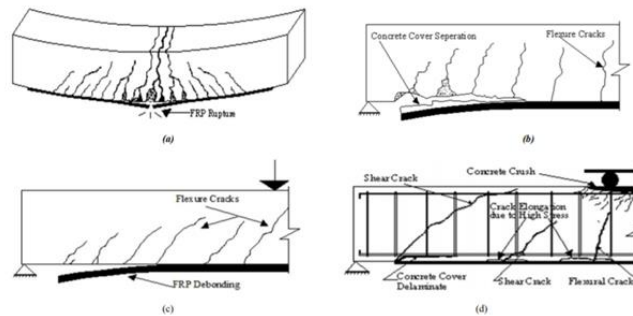 FRP Rupture
(a)
Concrete Cover Seperation
Flexure Cracks
(b)
Flexure Cracks
FRP Debonding
(c)
Shear Crack
Concrete Crush
Crack Elongation
due to High Stress
Concrete Cover
Delaminate
Shear Crack
Flexural Crack
(d)